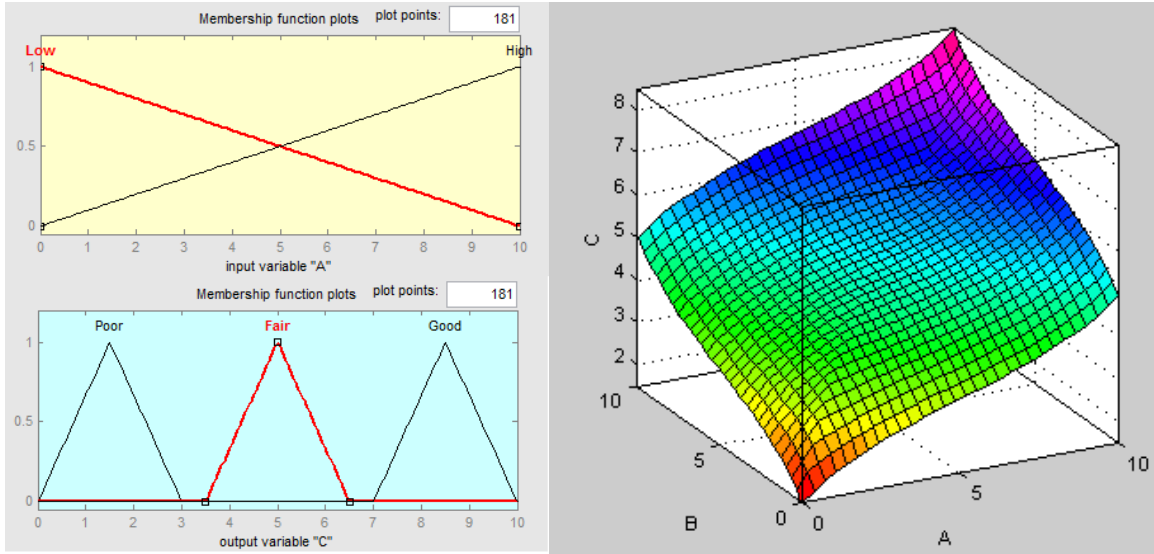 Membership function plots plot points: 181
Low High
1
0.5
0
0 1 2 3 4 5 6 7 8 9 10
input variable "A"
Membership function plots plot points: 181
Poor Fair Good
1
0.5
0
0 1 2 3 4 5 6 7 8 9 10
output variable "C"
8
7
6
5
4
3
2
C
10
5
0
B
0
5
10
A